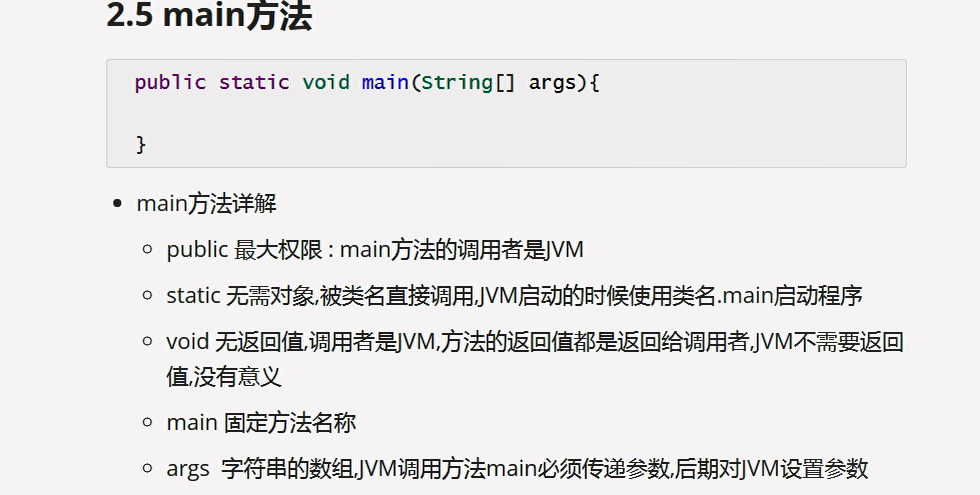 2.5 main方法
public static void main(String[] args){
}
main方法详解
public 最大权限 : main方法的调用者是JVM
static 无需对象,被类名直接调用,JVM启动的时候使用类名.main启动程序
void 无返回值,调用者是JVM,方法的返回值都是返回给调用者,JVM不需要返回
值,没有意义
main 固定方法名称
args 字符串的数组,JVM调用方法main必须传递参数,后期对JVM设置参数